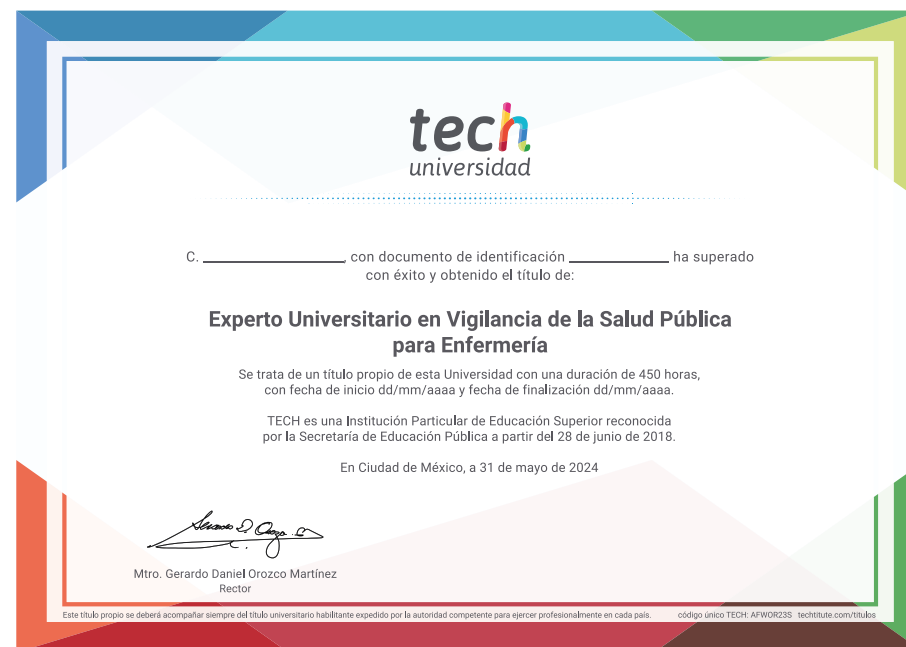 tech
universidad
C. ____________________, con documento de identificación ______________ ha superado
con éxito y obtenido el título de:
Experto Universitario en Vigilancia de la Salud Pública
para Enfermería
Se trata de un título propio de esta Universidad con una duración de 450 horas,
con fecha de inicio dd/mm/aaaa y fecha de finalización dd/mm/aaaa.
TECH es una Institución Particular de Educación Superior reconocida
por la Secretaría de Educación Pública a partir del 28 de junio de 2018.
En Ciudad de México, a 31 de mayo de 2024
Mtro. Gerardo Daniel Orozco Martínez
Rector
Este título propio se deberá acompañar siempre del título universitario habilitante expedido por la autoridad competente para ejercer profesionalmente en cada país. código único TECH: AFWOR23S techtitute.com/titulos